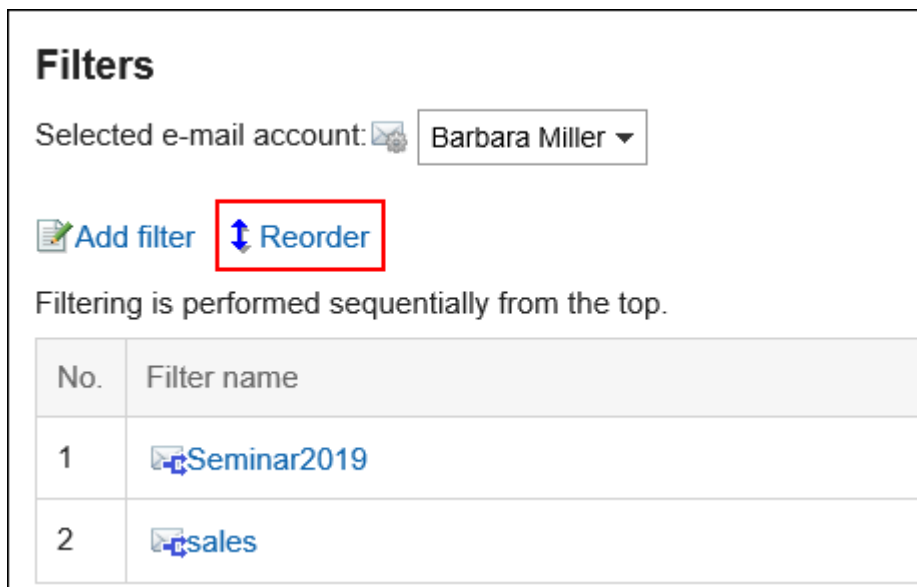 Filters
Selected e-mail account: Barbara Miller
Add filter Reorder
Filtering is performed sequentially from the top.
No. Filter name
1 Seminar2019
2 sales